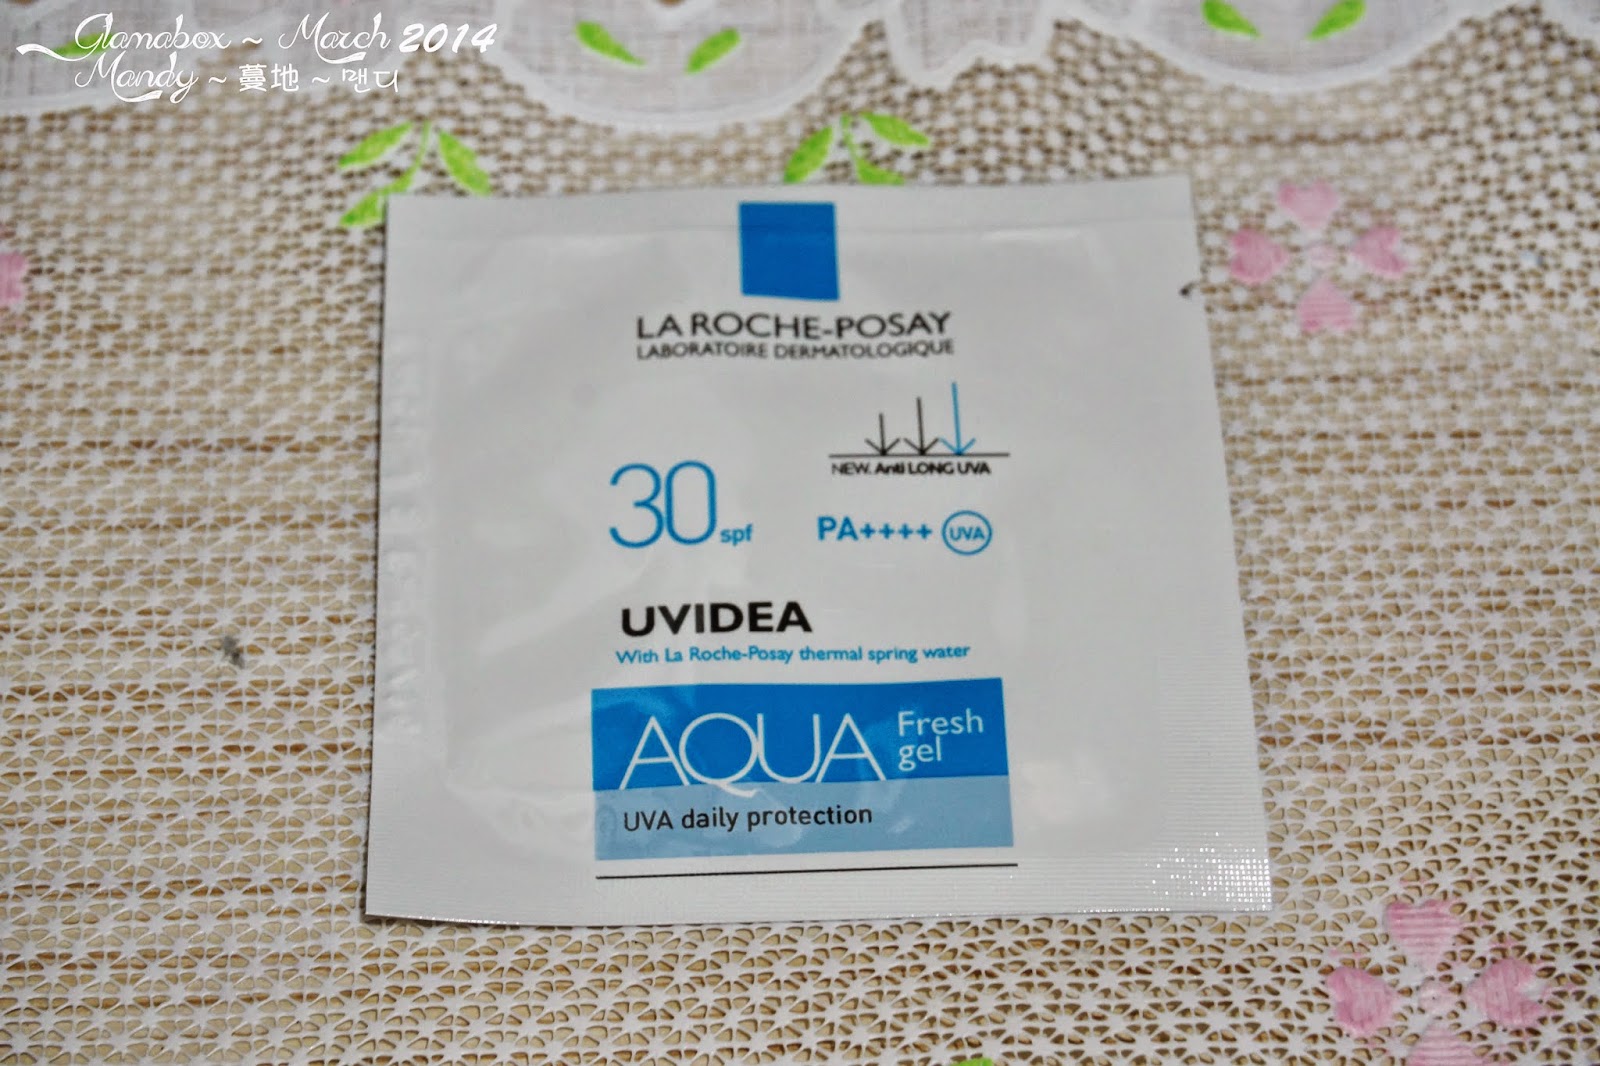 Glamabox ~ March 2014
Mandy ~ 蔓地 ~ 맨디
LA ROCHE-POSAY
LABORATOIRE DERMATOLOGIQUE
NEW. Anti LONG UVA
30 spf
PA++++ UVA
UVIDEA
With La Roche-Posay thermal spring water
AQUA Fresh gel
UVA daily protection